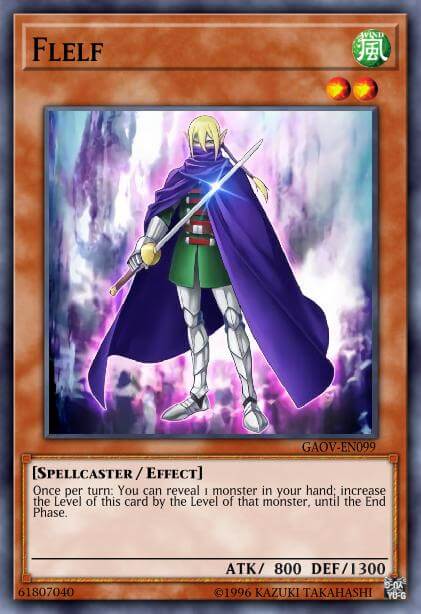 Flelf
WIND
風
GAOV-EN099
[Spellcaster / Effect]
Once per turn: You can reveal 1 monster in your hand; increase
the Level of this card by the Level of that monster, until the End
Phase.
ATK/ 800 DEF/1300
61807040
©1996 KAZUKI TAKAHASHI